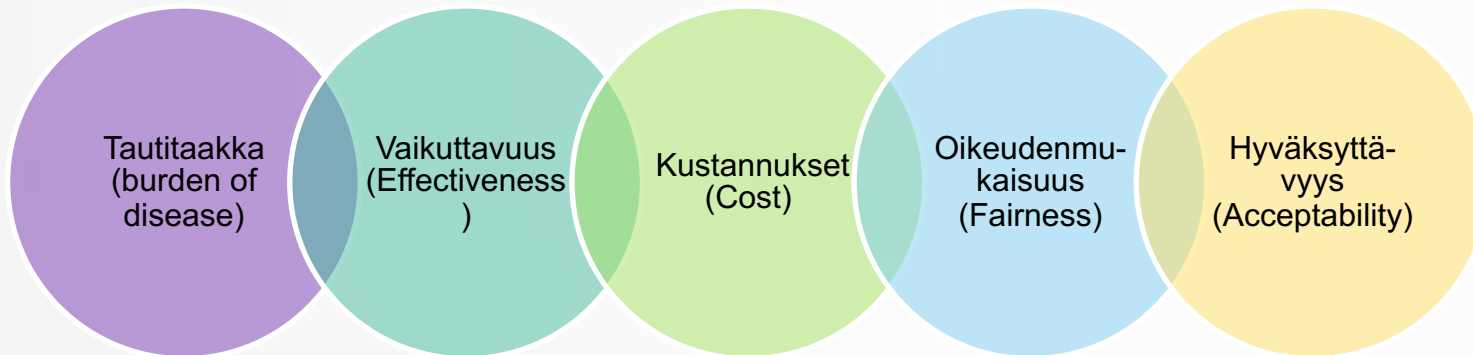 Tautitaakka
(burden of
disease)
Vaikuttavuus
(Effectiveness
)
Kustannukset
(Cost)
Oikeudenmu-
kaisuus
(Fairness)
Hyväksyttä-
vyys
(Acceptability)